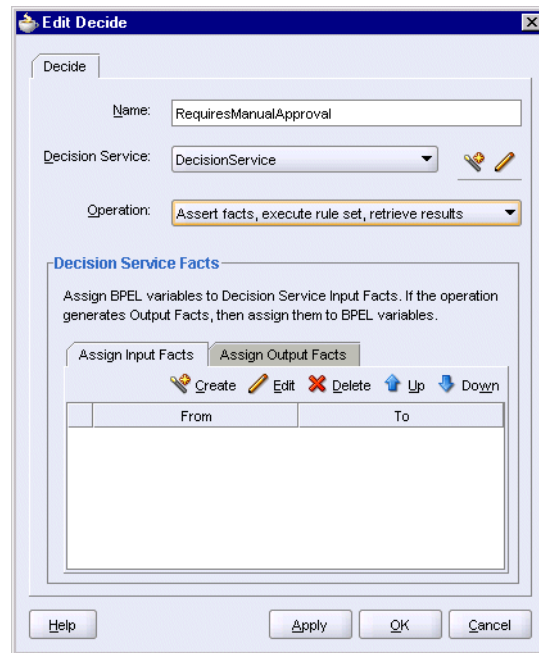 Edit Decide
Decide
Name: RequiresManualApproval
Decision Service: DecisionService
Operation: Assert facts, execute rule set, retrieve results
Decision Service Facts
Assign BPEL variables to Decision Service Input Facts. If the operation
generates Output Facts, then assign them to BPEL variables.
Assign Input Facts Assign Output Facts
Create Edit Delete Up Down
From To
Help Apply OK Cancel